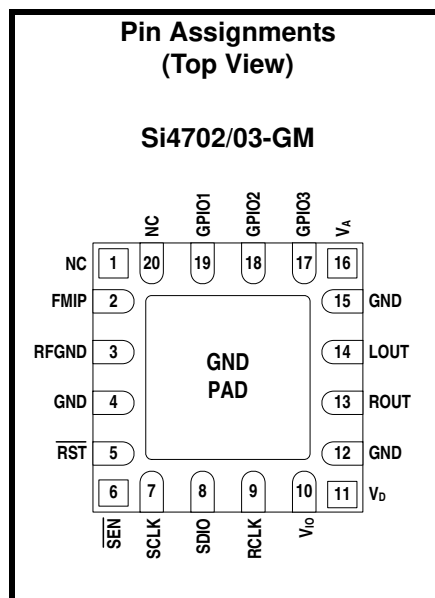 Pin Assignments
(Top View)
Si4702/03-GM
NC
GPIO1
GPIO2
GPIO3
VA
NC 1 20 19 18 17 16
FMIP 2 15 GND
RFGND 3 14 LOUT
GND 4 13 ROUT
RST 5 12 GND
6 7 8 9 10 11 VD
GND
PAD
SEN
SCLK
SDIO
RCLK
VIO